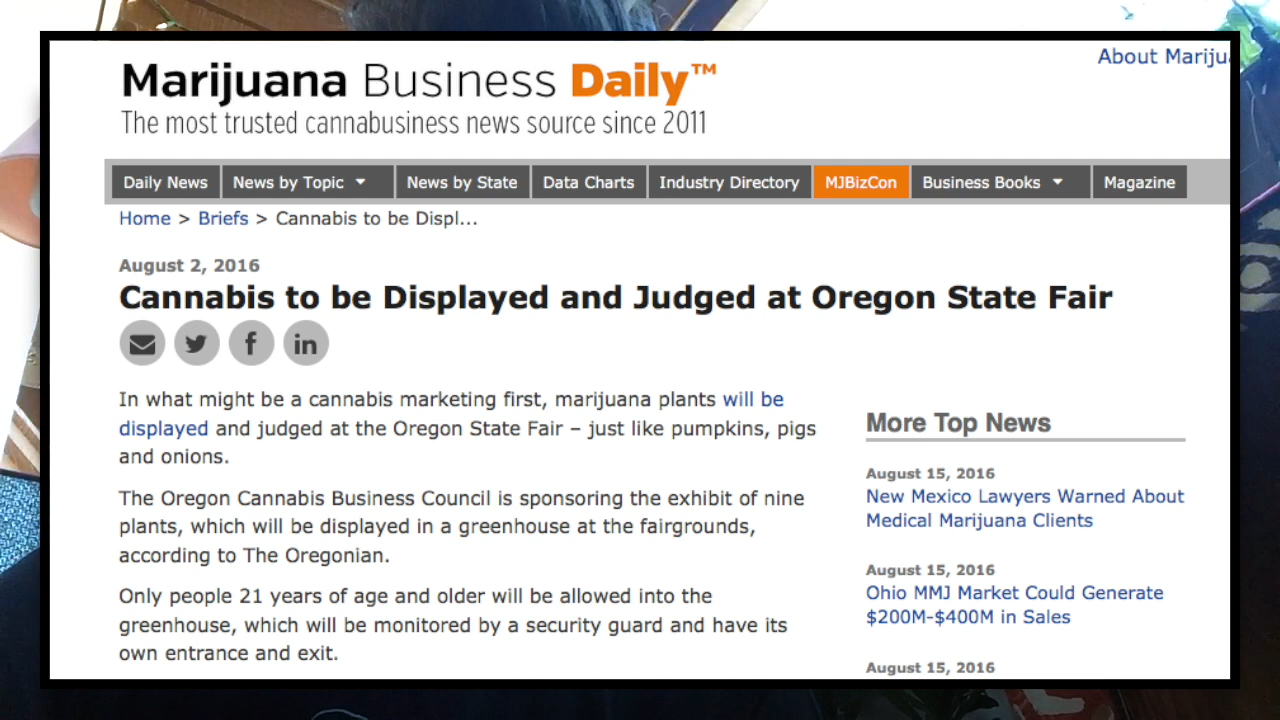 Marijuana Business Daily™
About Mariju
The most trusted cannabusiness news source since 2011
Daily News News by Topic News by State Data Charts Industry Directory MJBizCon Business Books Magazine
Home > Briefs > Cannabis to be Displ...
August 2, 2016
Cannabis to be Displayed and Judged at Oregon State Fair
In what might be a cannabis marketing first, marijuana plants will be
displayed and judged at the Oregon State Fair – just like pumpkins, pigs
and onions.
The Oregon Cannabis Business Council is sponsoring the exhibit of nine
plants, which will be displayed in a greenhouse at the fairgrounds,
according to The Oregonian.
Only people 21 years of age and older will be allowed into the
greenhouse, which will be monitored by a security guard and have its
own entrance and exit.
More Top News
August 15, 2016
New Mexico Lawyers Warned About
Medical Marijuana Clients
August 15, 2016
Ohio MMJ Market Could Generate
$200M-$400M in Sales
August 15, 2016